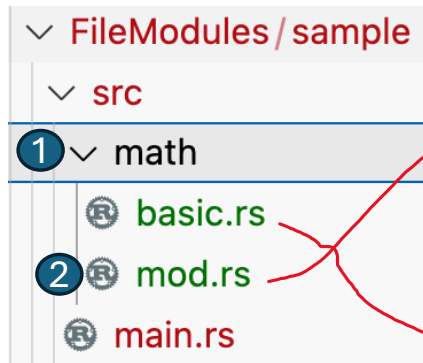 FileModules/sample
src
1 math
basic.rs
2 mod.rs
main.rs